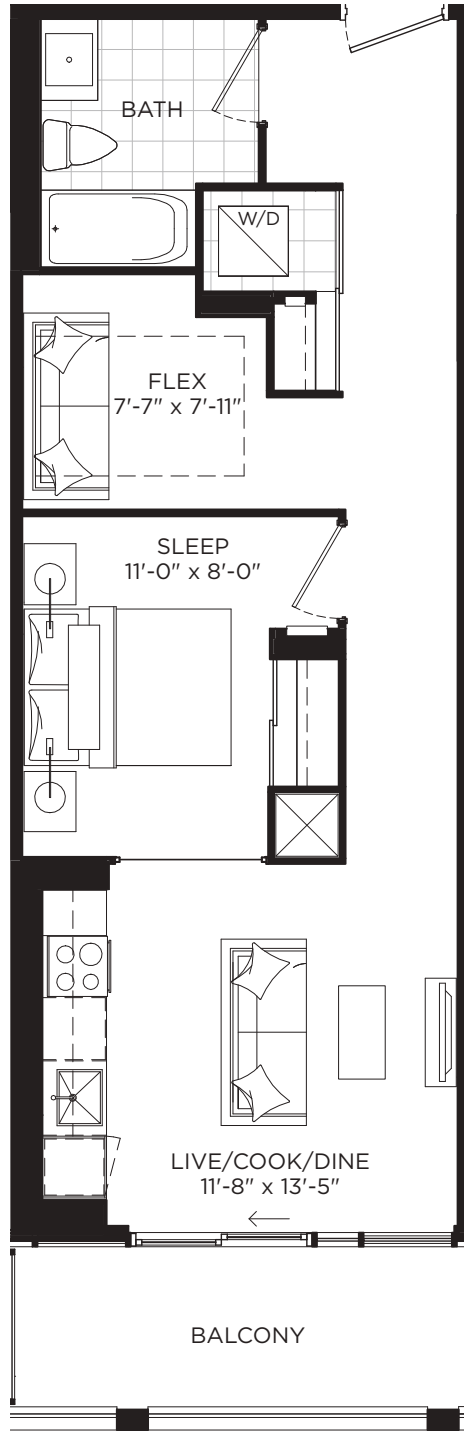 BATH
W/D
FLEX
7'-7" x 7'-11"
SLEEP
11'-0" x 8'-0"
LIVE/COOK/DINE
11'-8" x 13'-5"
BALCONY